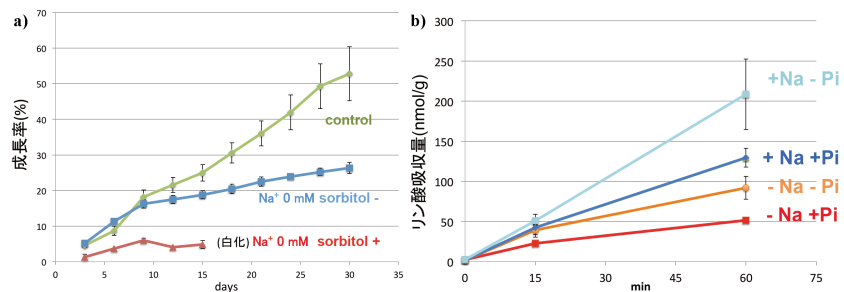 a)
成長率(%)
70
60
50
40
30
20
10
0
control
Na⁺ 0 mM sorbitol -
(白化) Na⁺ 0 mM sorbitol +
0 5 10 15 20 25 30 35
days
b)
リン酸吸収量(nmol/g)
300
250
200
150
100
50
0
+Na - Pi
+ Na +Pi
- Na - Pi
- Na +Pi
0 15 30 45 60 75
min